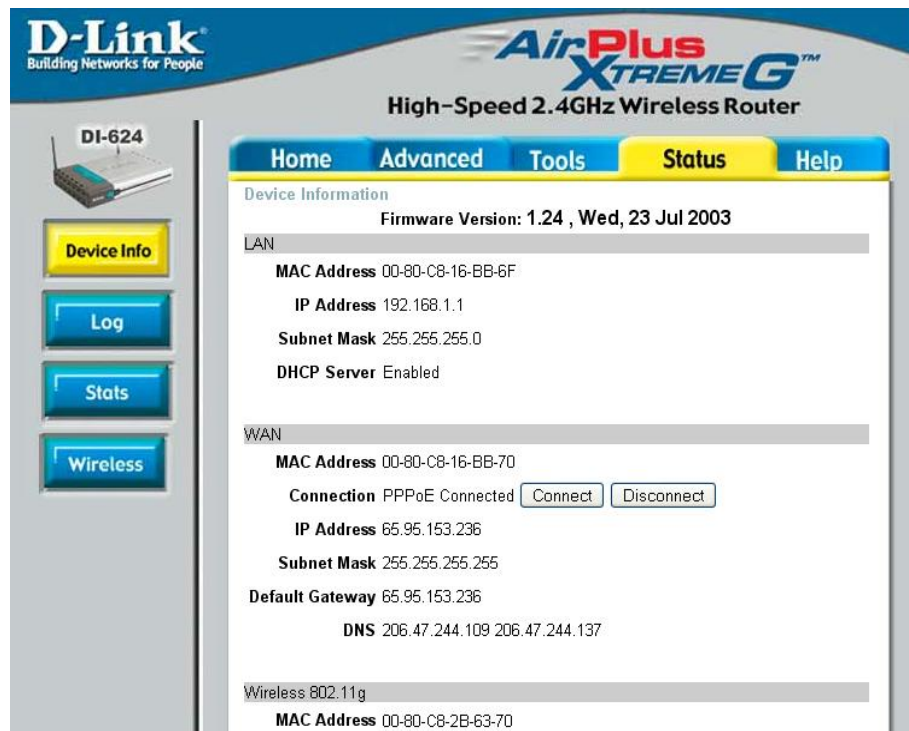 D-Link
Building Networks for People
AirPlus
XTREME G™
High-Speed 2.4GHz Wireless Router
DI-624
Home Advanced Tools Status Help
Device Info
Log
Stats
Wireless
Device Information
Firmware Version: 1.24 , Wed, 23 Jul 2003
LAN
MAC Address 00-80-C8-16-BB-6F
IP Address 192.168.1.1
Subnet Mask 255.255.255.0
DHCP Server Enabled
WAN
MAC Address 00-80-C8-16-BB-70
Connection PPPoE Connected Connect Disconnect
IP Address 65.95.153.236
Subnet Mask 255.255.255.255
Default Gateway 65.95.153.236
DNS 206.47.244.109 206.47.244.137
Wireless 802.11g
MAC Address 00-80-C8-2B-63-70